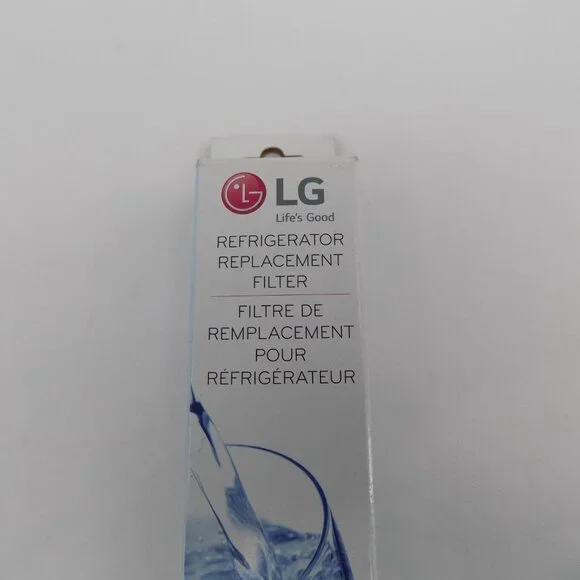 LG
Life's Good
REFRIGERATOR
REPLACEMENT
FILTER
FILTRE DE
REMPLACEMENT
POUR
RÉFRIGÉRATEUR